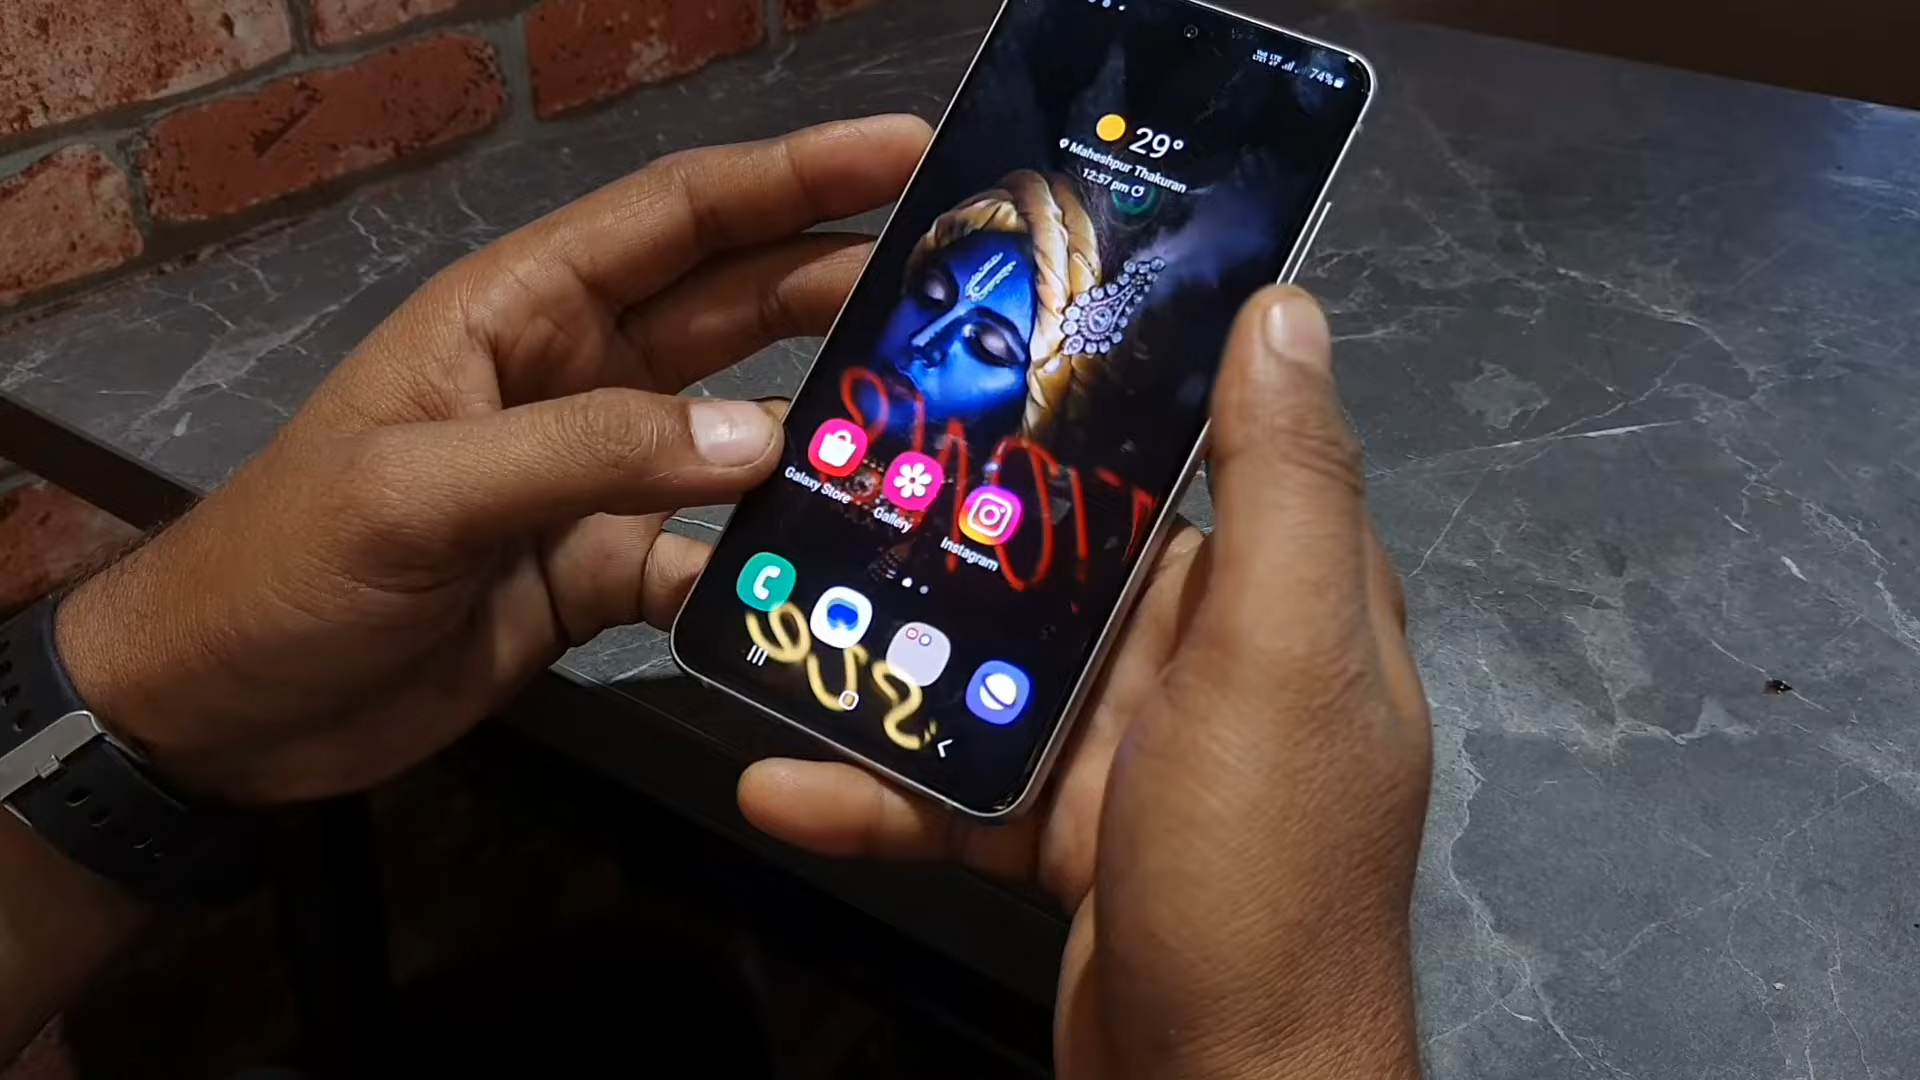 74%
29°
Maheshpur Thakuran
12:57 pm
Galaxy Store
Gallery
Instagram